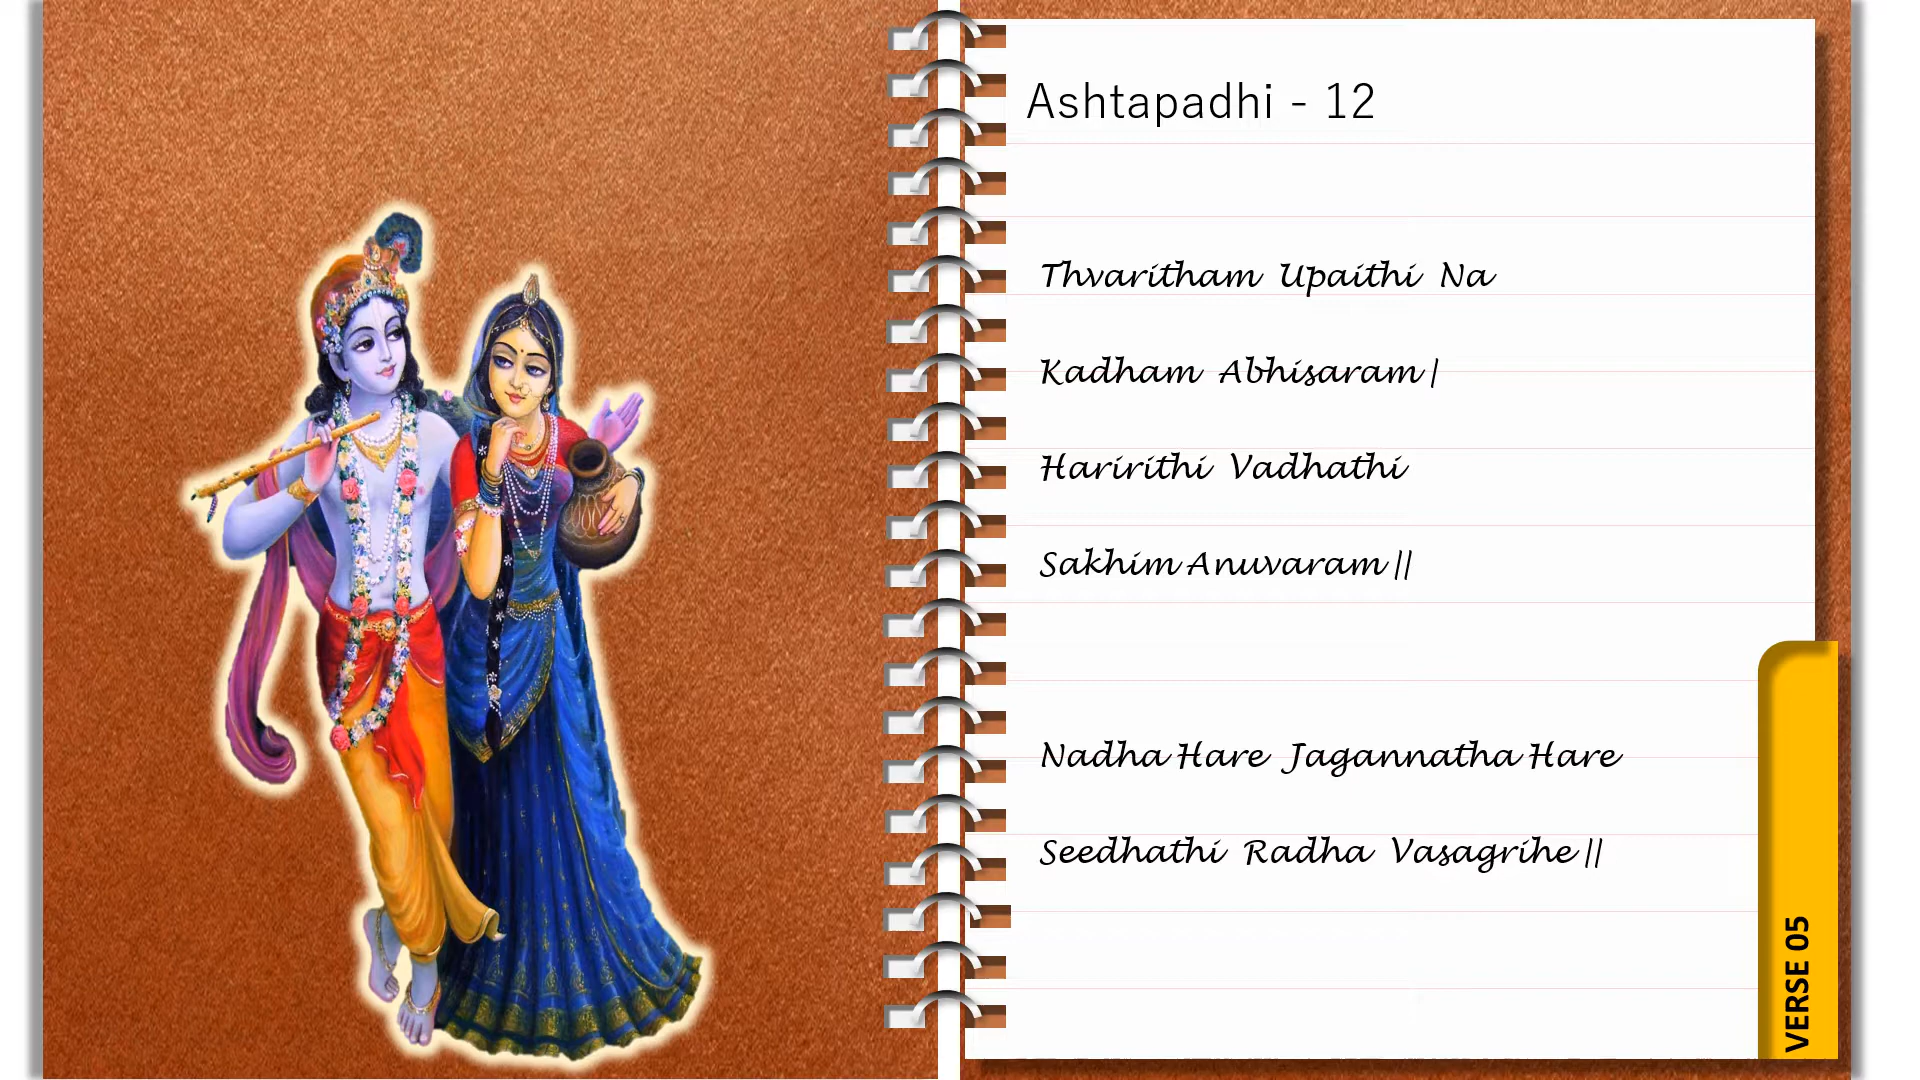 Ashtapadhi - 12
Thvaritham Upaithi Na
Kadham Abhisaram|
Haririthi Vadhathi
Sakhim Anuvaram||
Nadha Hare Jagannatha Hare
Seedhathi Radha Vasagrihe||
VERSE 05